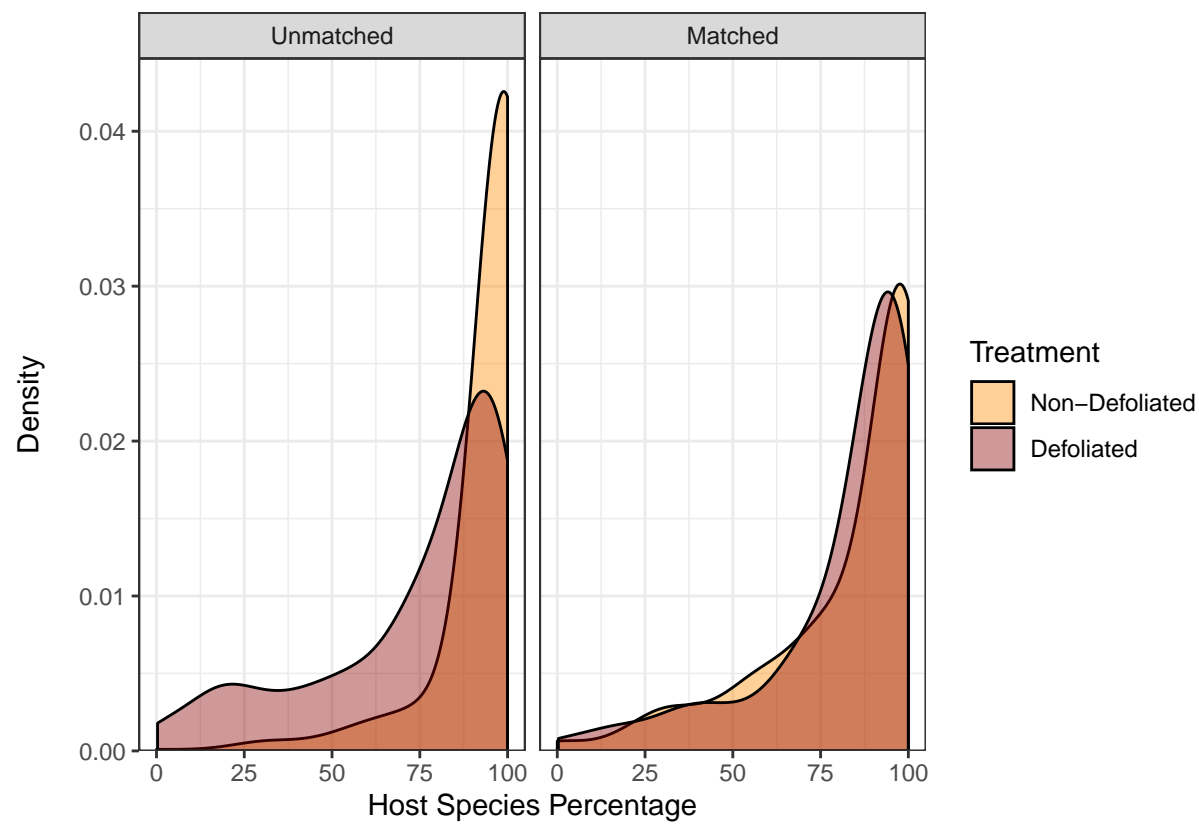 Unmatched
Matched
Density
0.04
0.03
0.02
0.01
0.00
0 25 50 75 100
0 25 50 75 100
Host Species Percentage
Treatment
Non−Defoliated
Defoliated